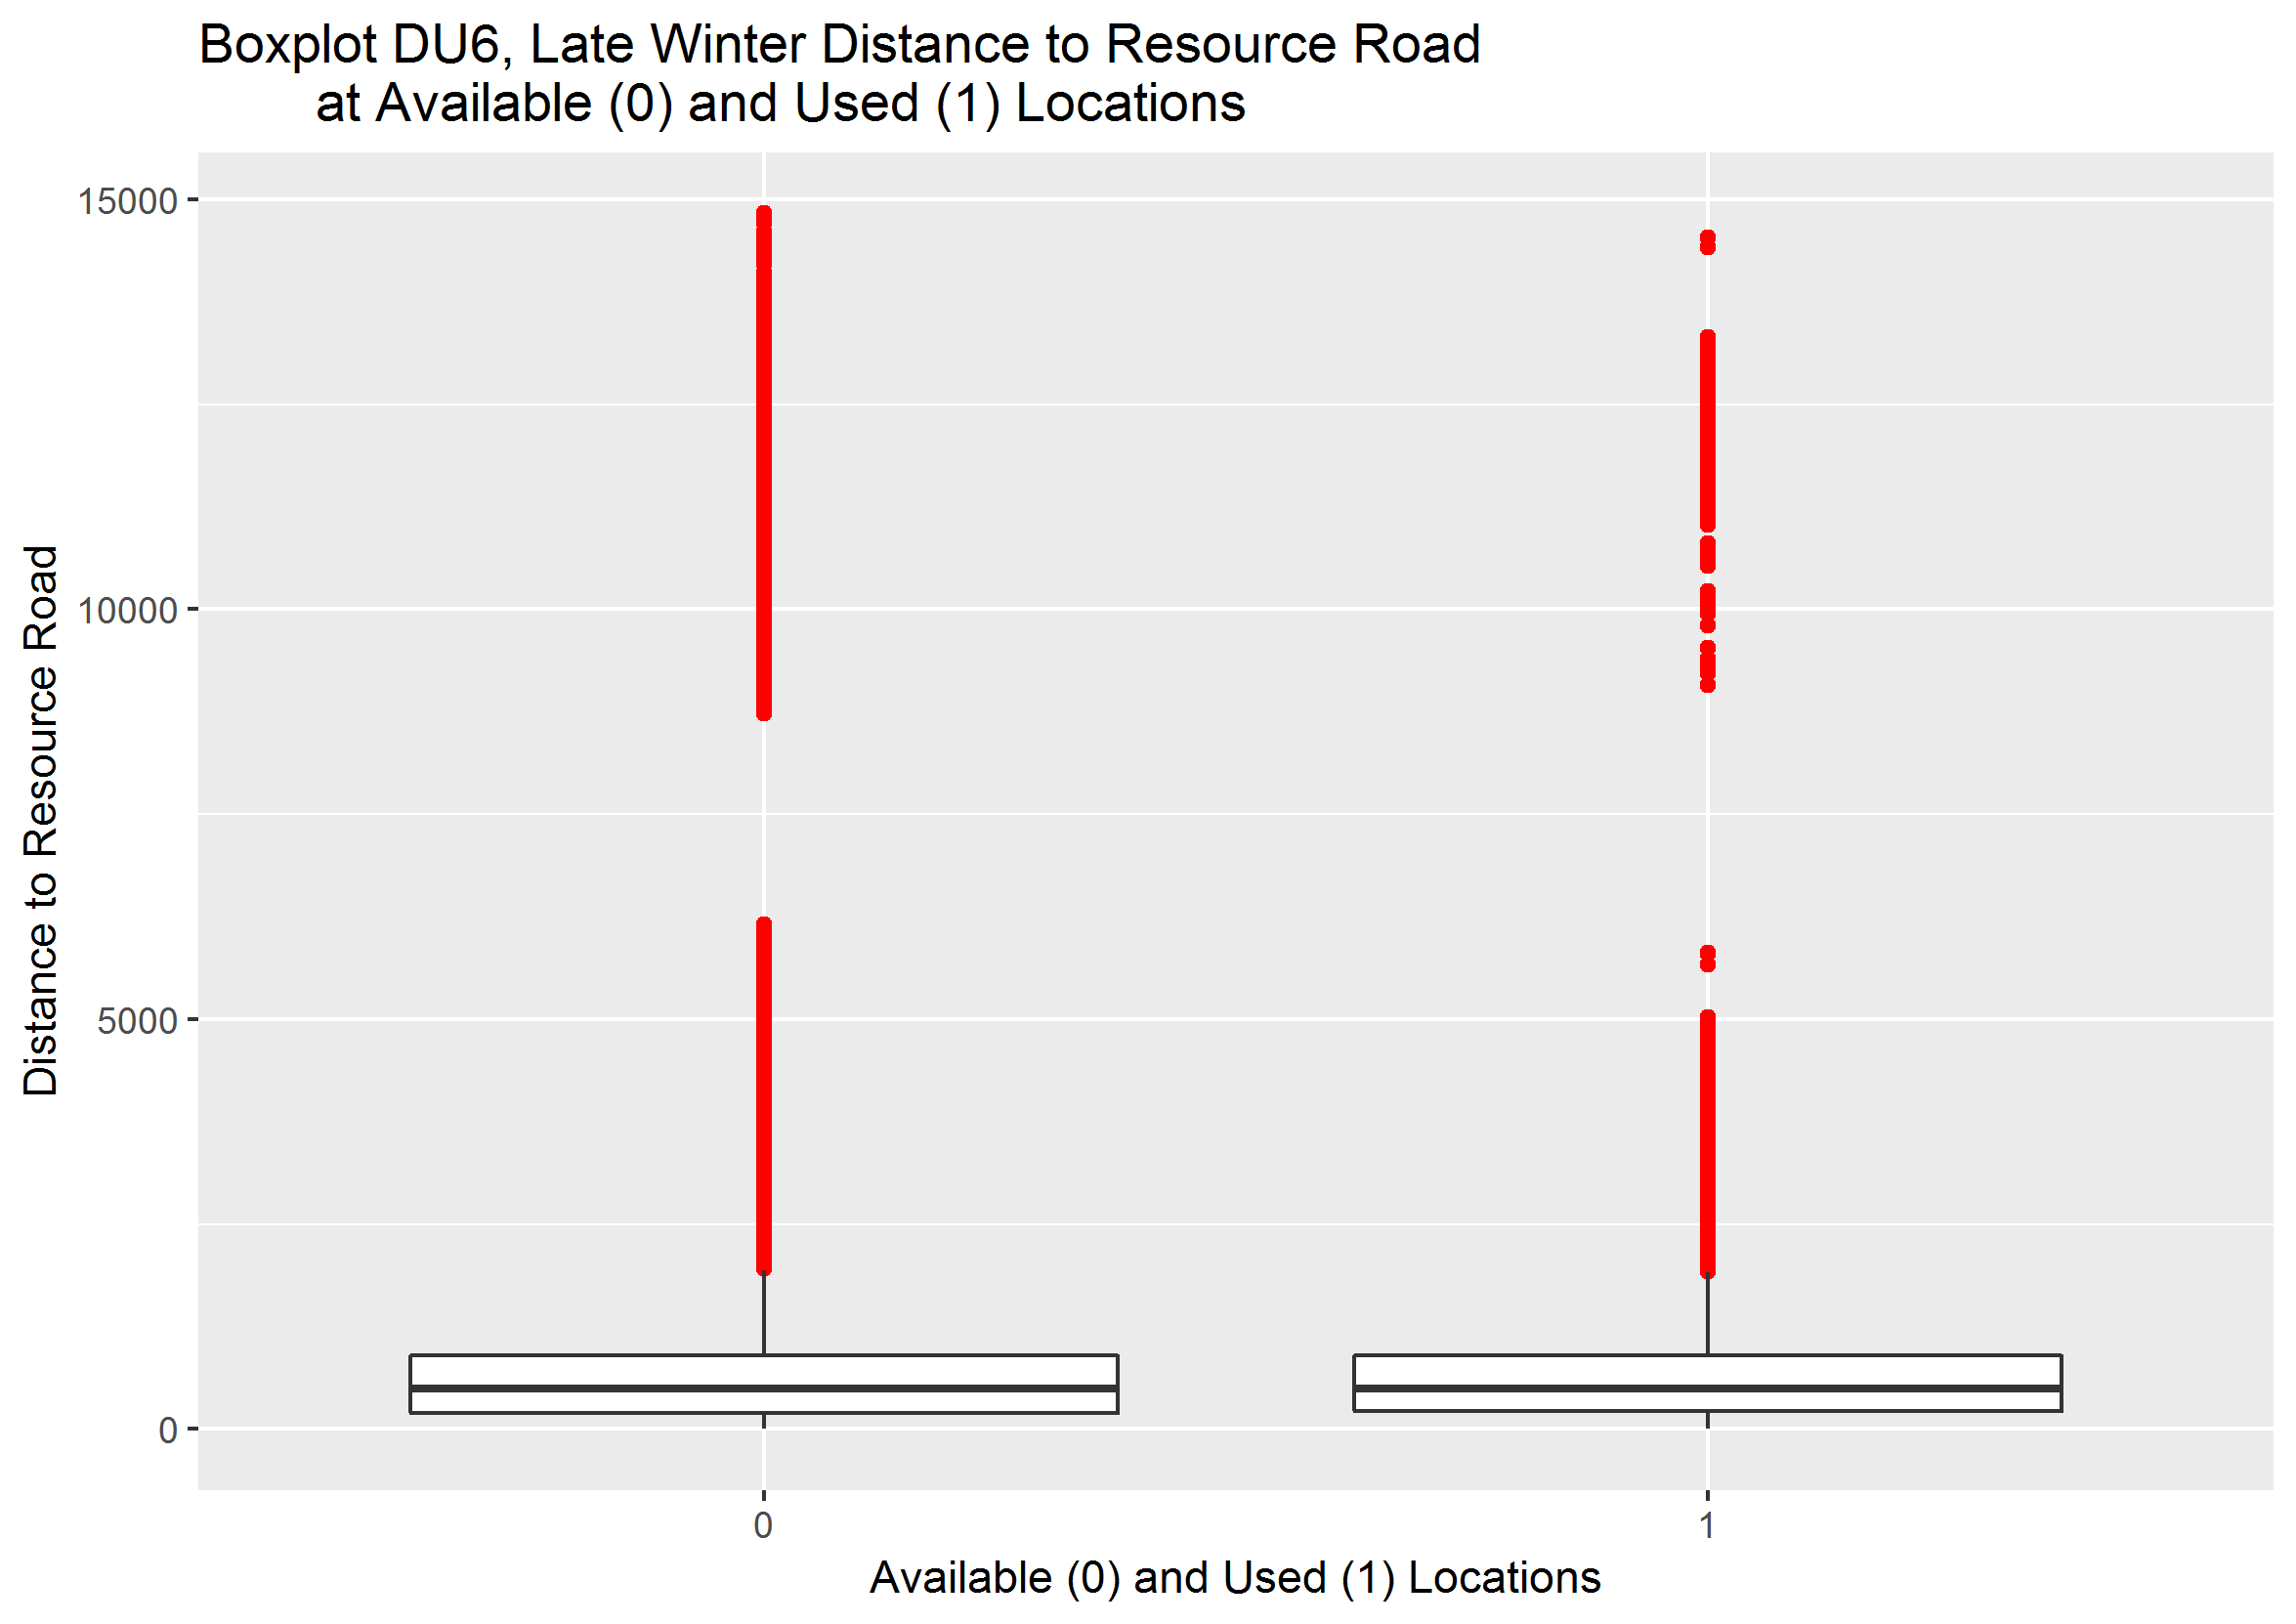 Boxplot DU6, Late Winter Distance to Resource Road
at Available (0) and Used (1) Locations
Distance to Resource Road
15000
10000
5000
0
0 1
Available (0) and Used (1) Locations